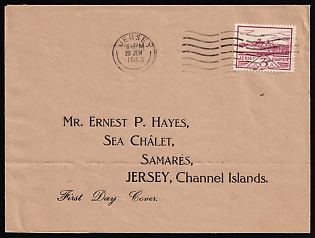 JERSEY
29 JUN
1943
JERSEY
Mr. Ernest P. Hayes,
Sea Châlet,
Samares,
JERSEY, Channel Islands.
First Day Cover.